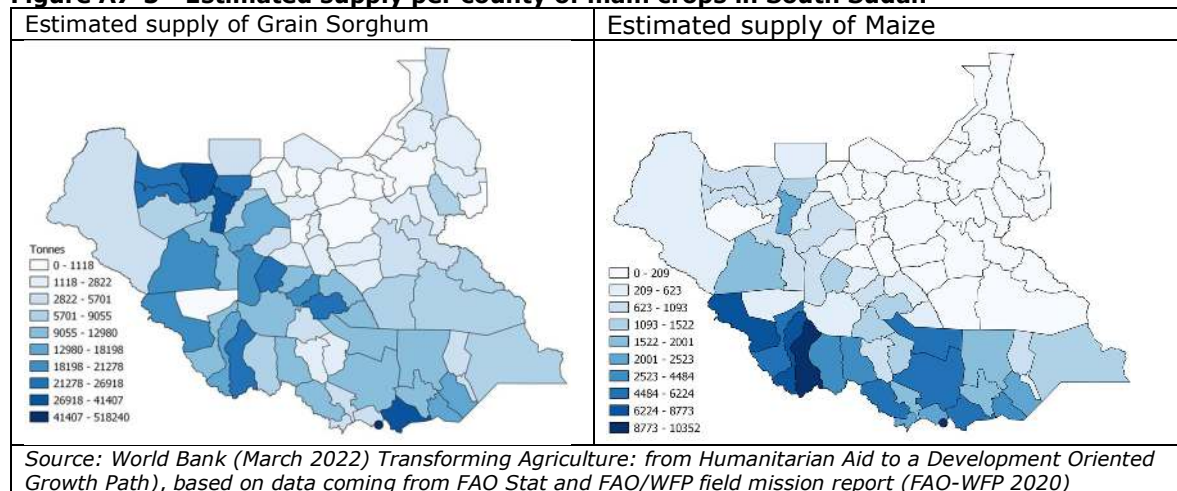 Figure A7-3 - Estimated supply per county of main crops in South Sudan
Estimated supply of Grain Sorghum
Estimated supply of Maize
Tonnes
0 - 1118
1118 - 2822
2822 - 5701
5701 - 9055
9055 - 12980
12980 - 18198
18198 - 21278
21278 - 26918
26918 - 41407
41407 - 518240
0 - 209
209 - 623
623 - 1093
1093 - 1522
1522 - 2001
2001 - 2523
2523 - 4484
4484 - 6224
6224 - 8773
8773 - 10352
Source: World Bank (March 2022) Transforming Agriculture: from Humanitarian Aid to a Development Oriented
Growth Path), based on data coming from FAO Stat and FAO/WFP field mission report (FAO-WFP 2020)